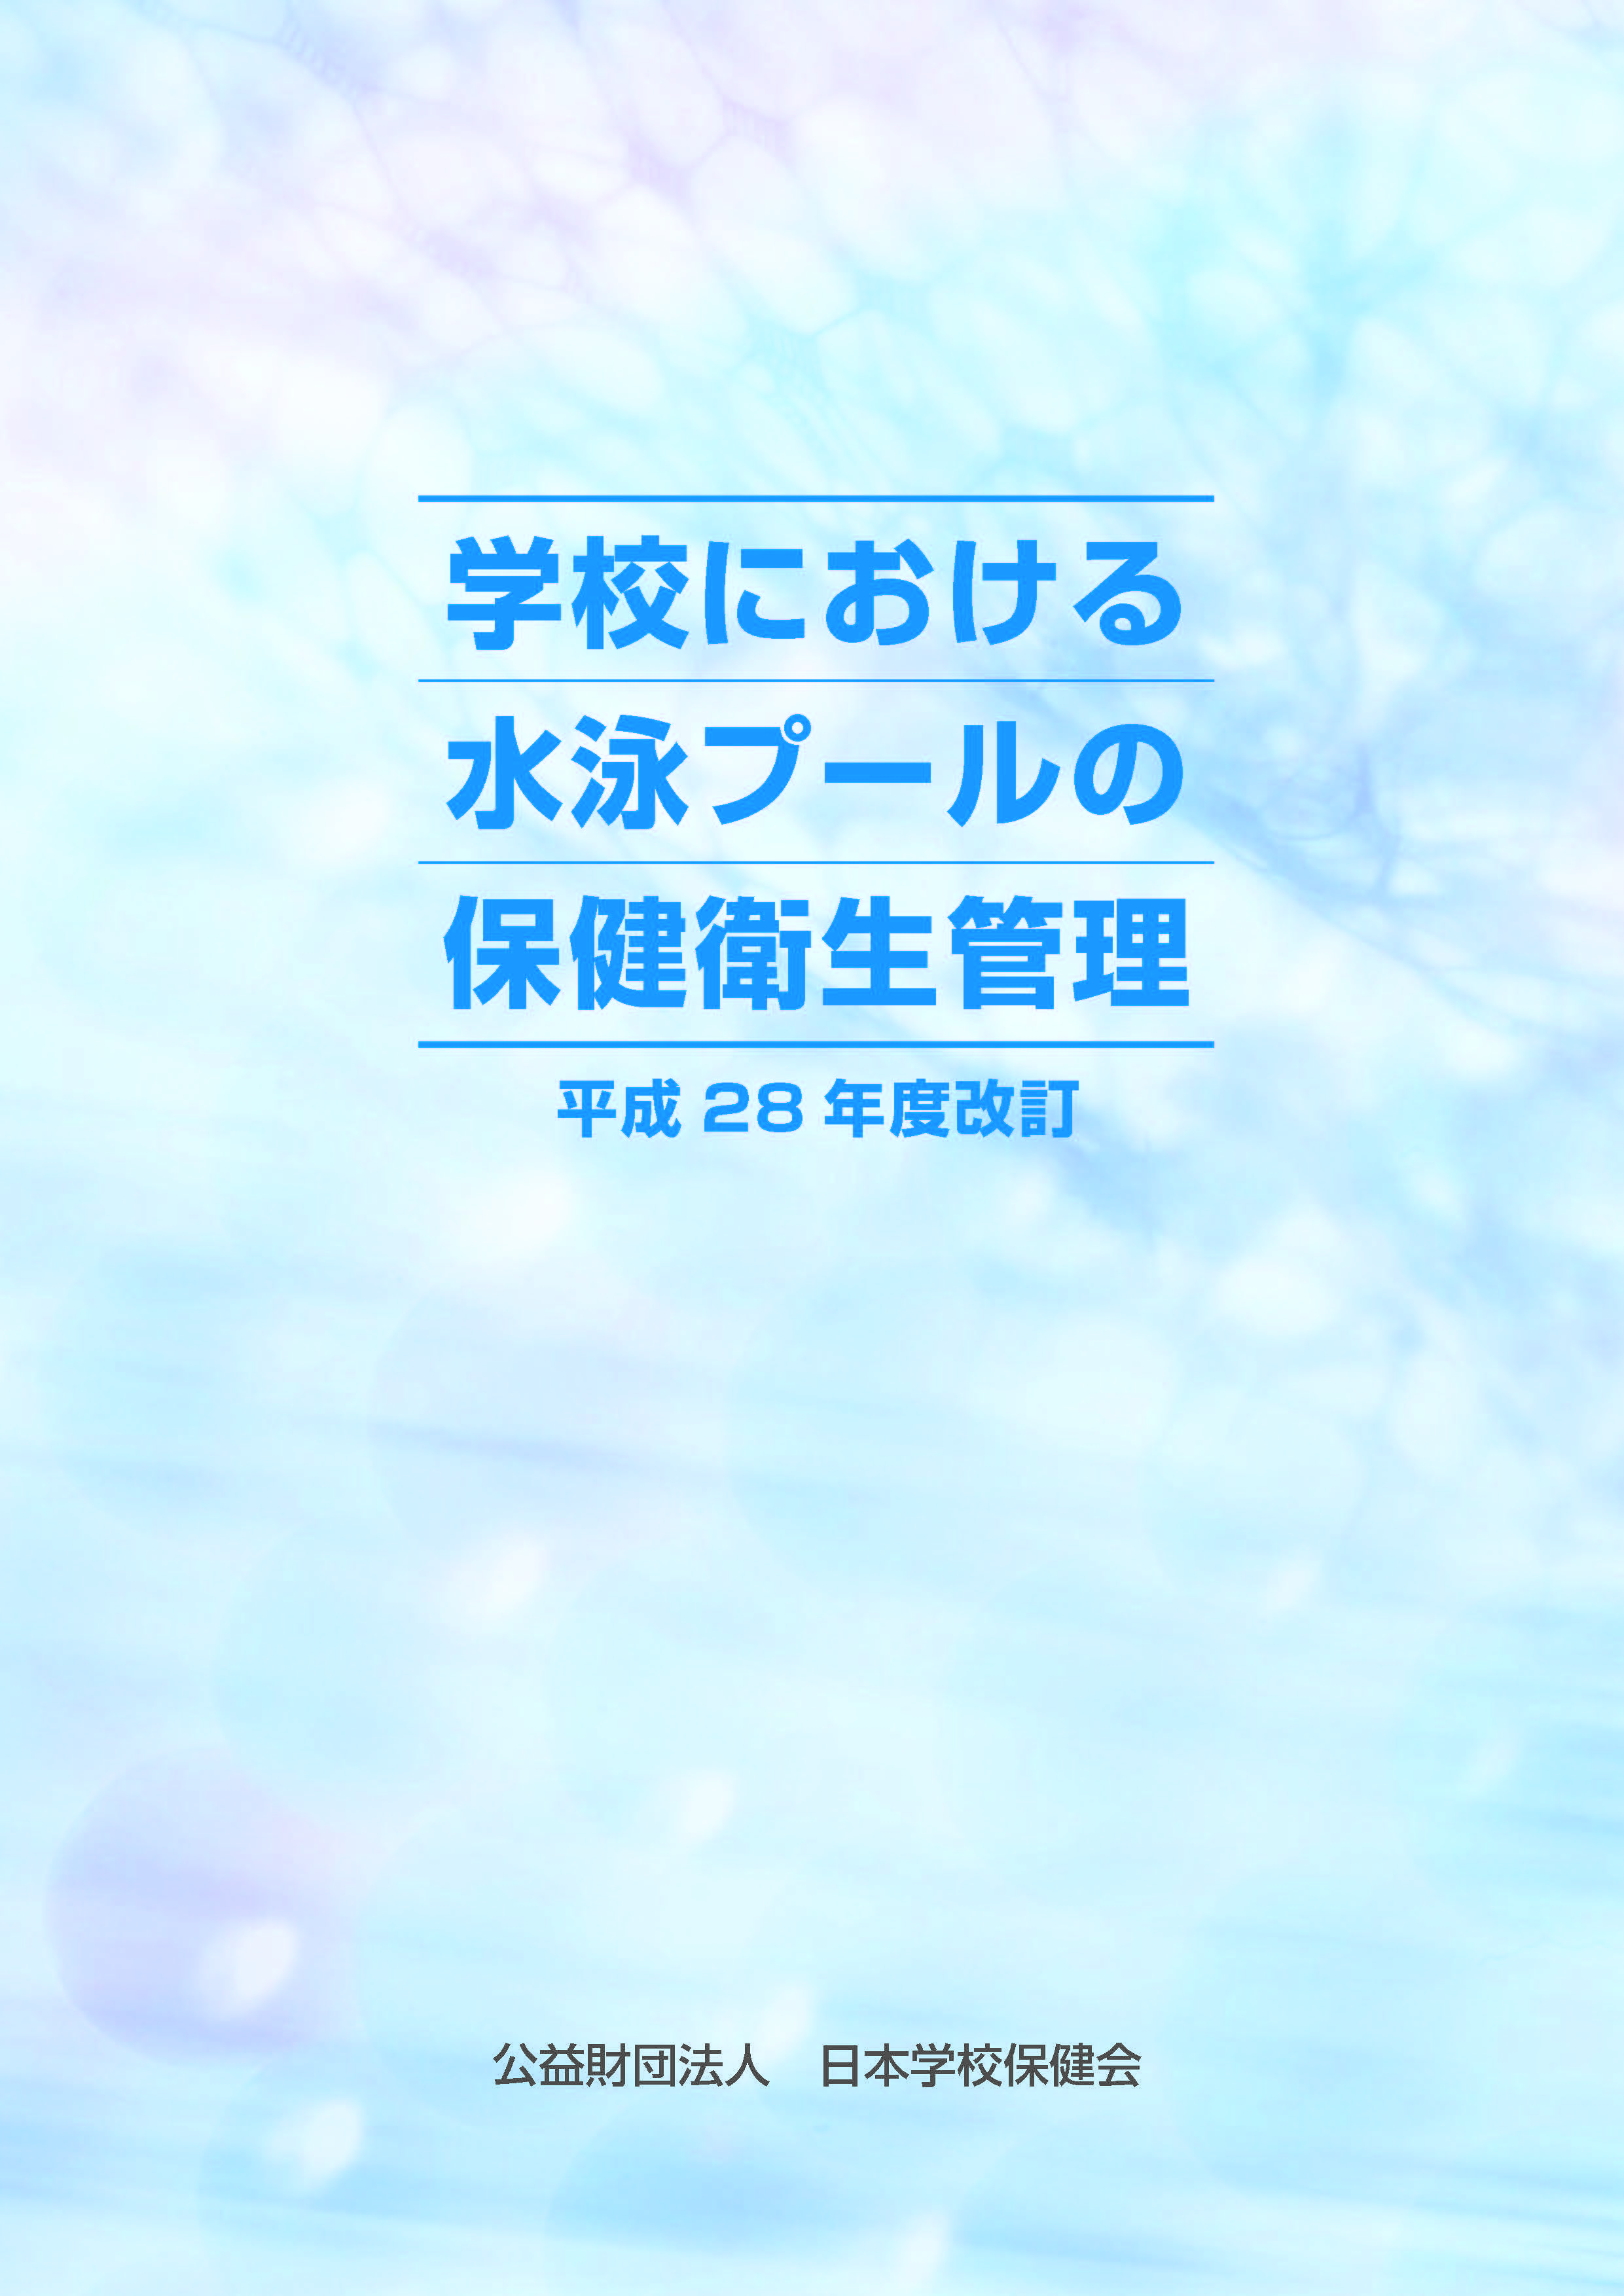 学校における
水泳プールの
保健衛生管理
平成 28 年度改訂
公益財団法人　日本学校保健会